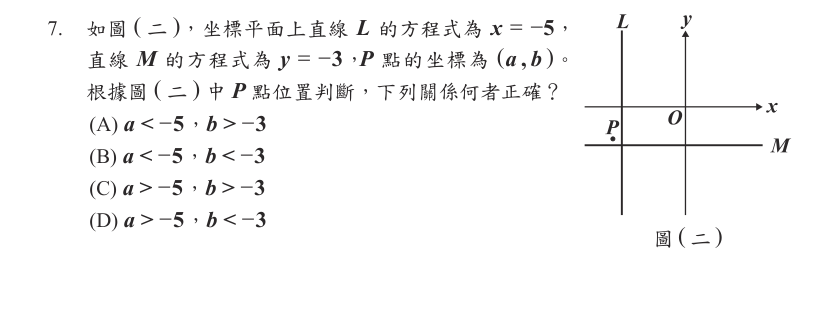 7. 如圖(二)，坐標平面上直線 L 的方程式為 x = −5，
直線 M 的方程式為 y = −3，P 點的坐標為 (a,b)。
根據圖(二)中 P 點位置判斷，下列關係何者正確？
(A) a < −5，b > −3
(B) a < −5，b < −3
(C) a > −5，b > −3
(D) a > −5，b < −3
L
y
x
O
P
M
圖(二)